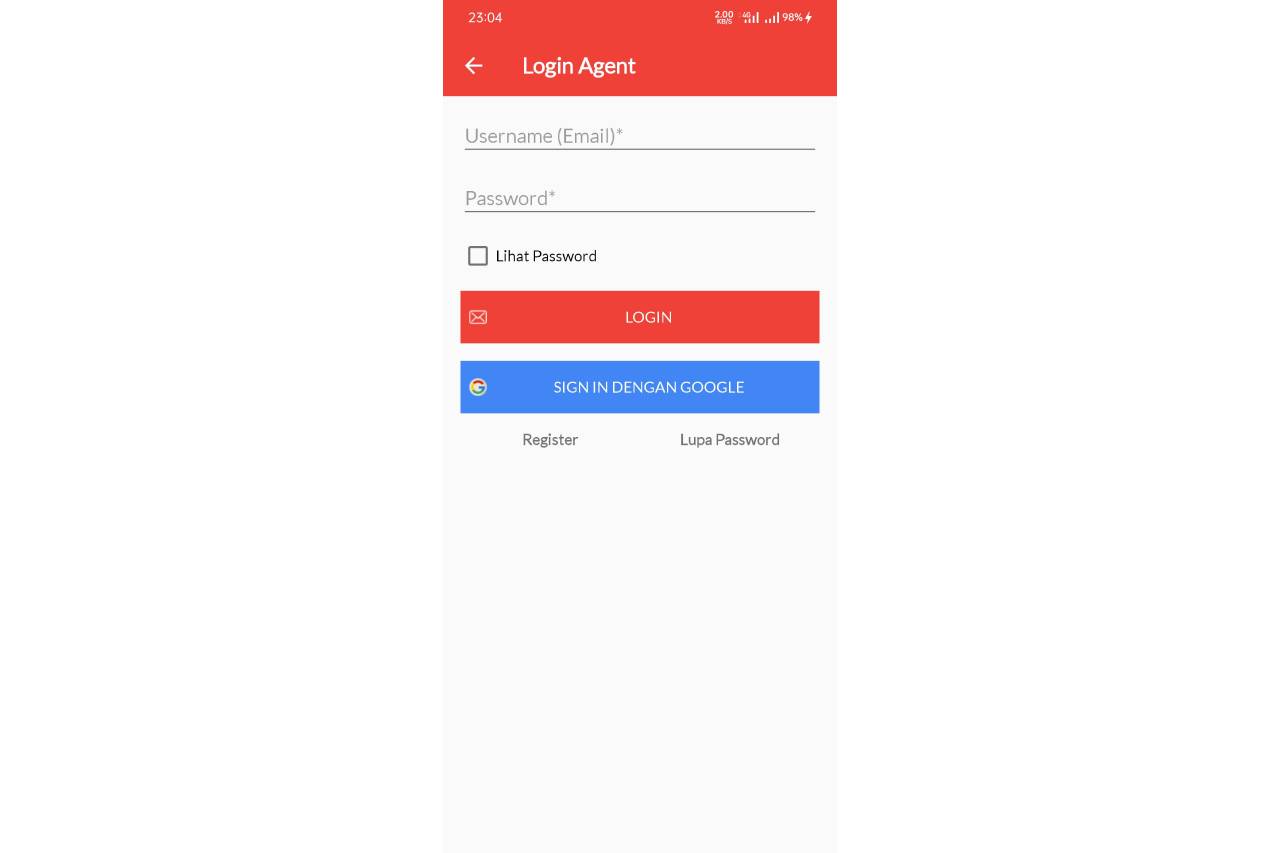 23:04
2.00 KB/S 4G 98%
Login Agent
Username (Email)*
Password*
Lihat Password
LOGIN
SIGN IN DENGAN GOOGLE
Register Lupa Password